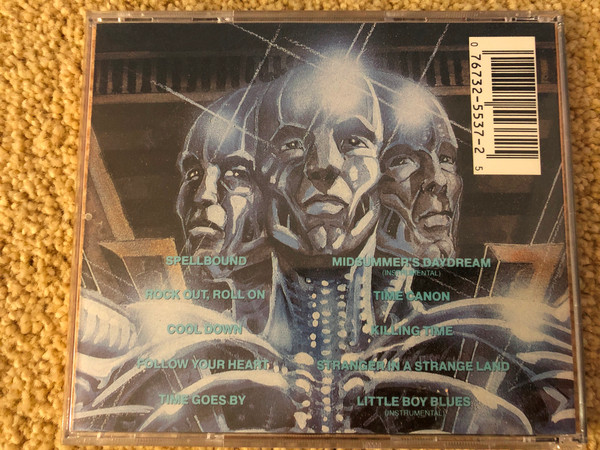 SPELLBOUND
ROCK OUT, ROLL ON
COOL DOWN
FOLLOW YOUR HEART
TIME GOES BY
MIDSUMMER'S DAYDREAM
(INSTRUMENTAL)
TIME CANON
KILLING TIME
STRANGER IN A STRANGE LAND
LITTLE BOY BLUES
(INSTRUMENTAL)
0 76732-5537-2 5